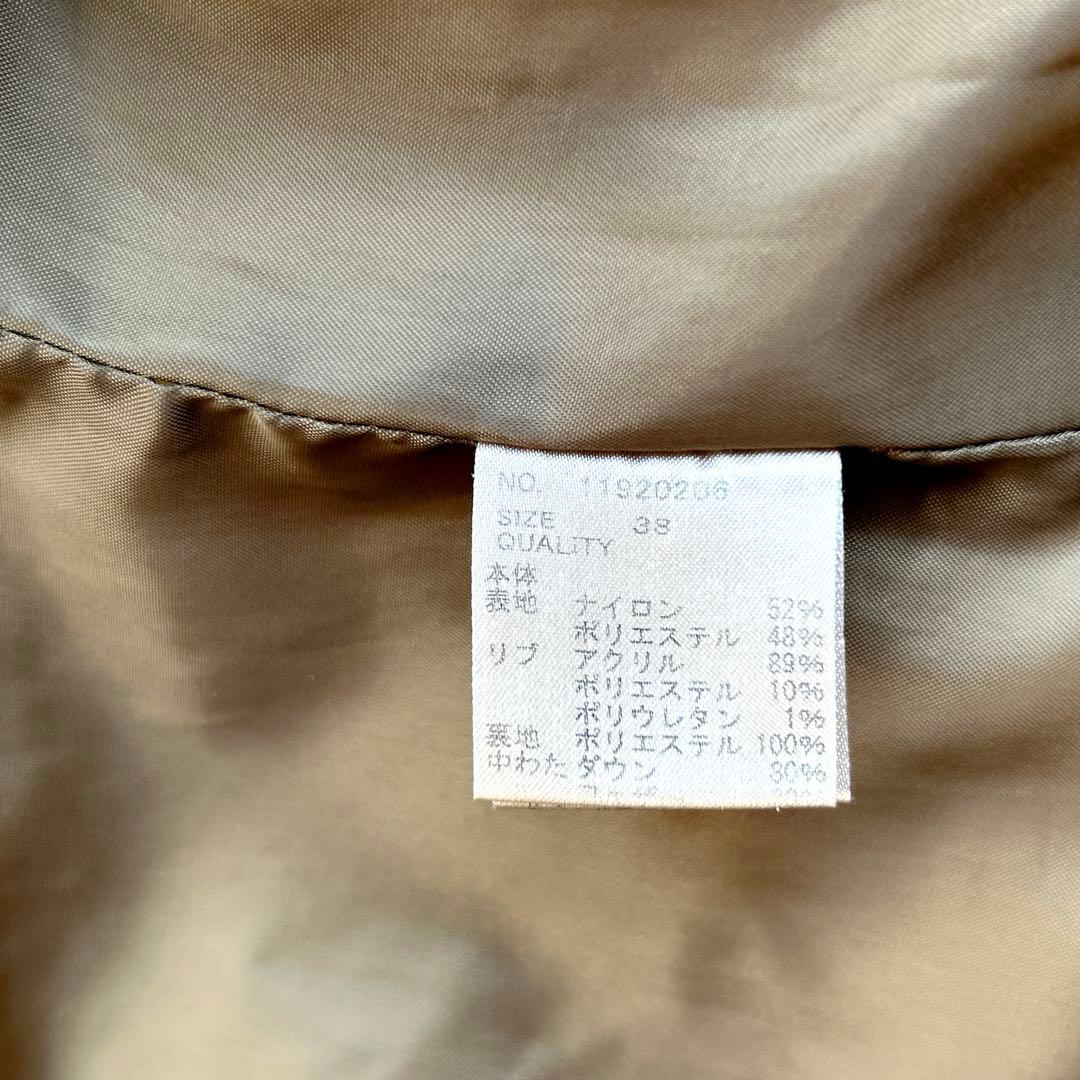 NO. 11920206
SIZE 38
QUALITY
本体
表地 ナイロン 52%
ポリエステル 48%
リブ アクリル 89%
ポリエステル 10%
ポリウレタン 1%
裏地 ポリエステル 100%
中わた ダウン 80%